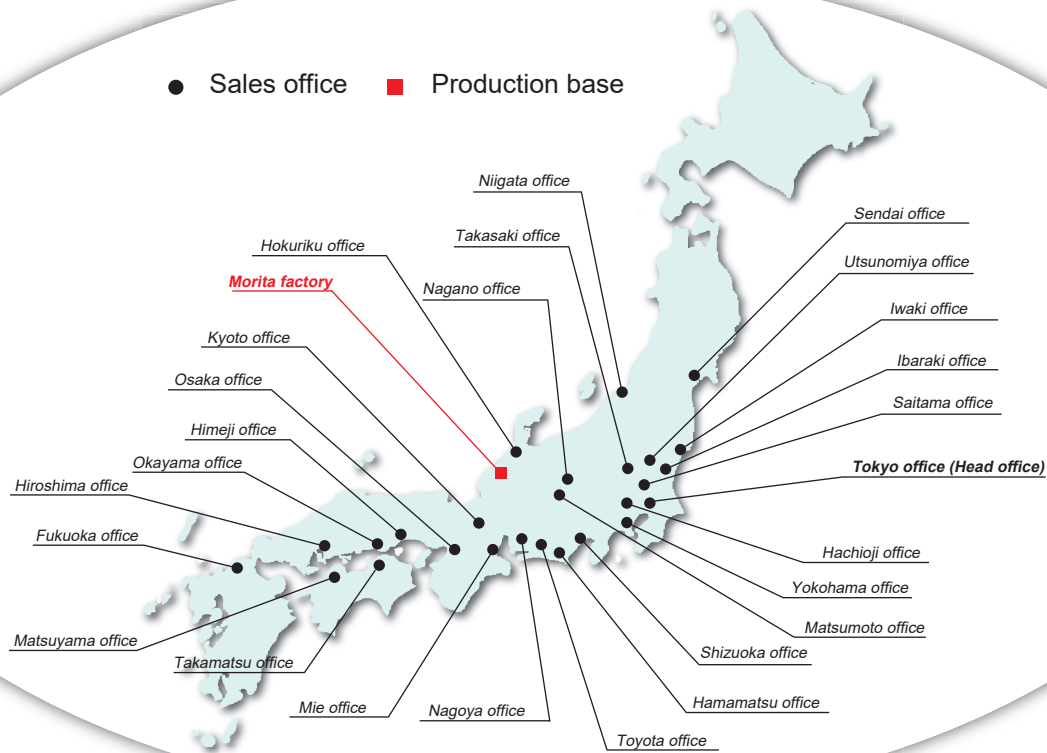 Sales office
Production base
Niigata office
Sendai office
Takasaki office
Hokuriku office
Utsunomiya office
Morita factory
Nagano office
Iwaki office
Kyoto office
Ibaraki office
Osaka office
Saitama office
Himeji office
Okayama office
Tokyo office (Head office)
Hiroshima office
Fukuoka office
Hachioji office
Yokohama office
Matsumoto office
Matsuyama office
Shizuoka office
Takamatsu office
Hamamatsu office
Mie office
Nagoya office
Toyota office